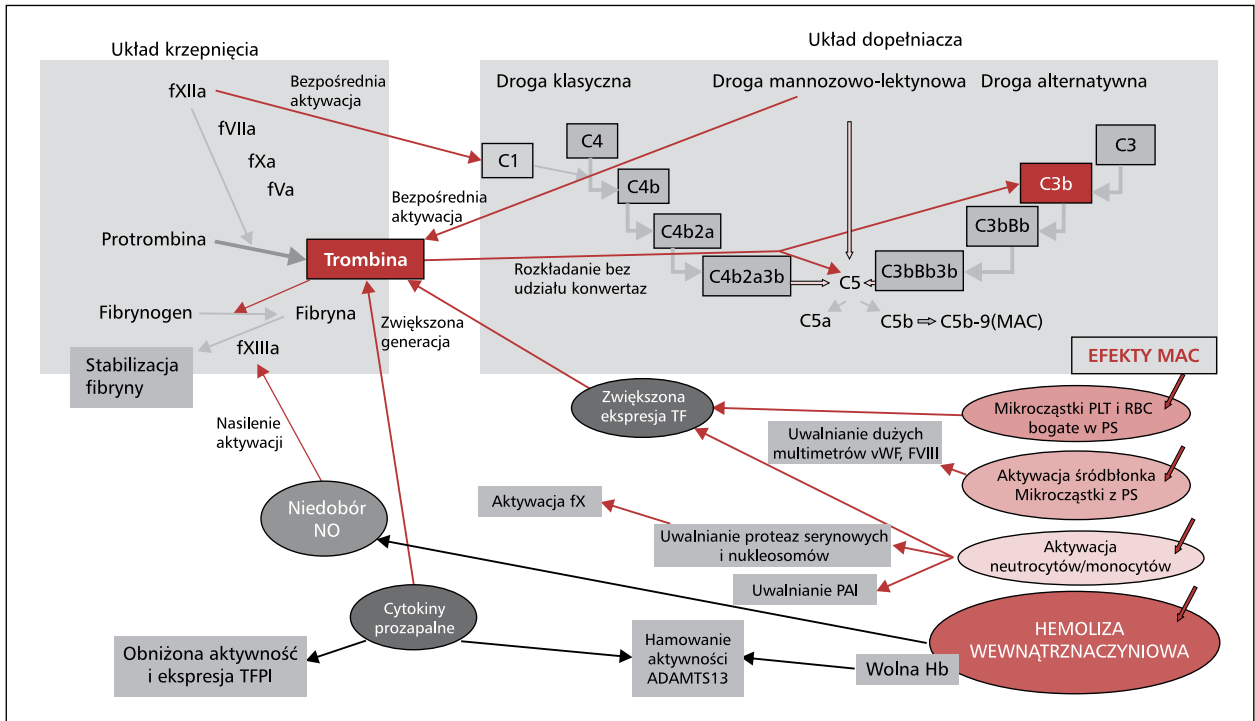 Układ krzepnięcia
Układ dopełniacza
fXIIa
Bezpośrednia
aktywacja
fVIIa
fXa
fVa
Protrombina
Trombina
Fibrynogen
Fibryna
fXIIIa
Stabilizacja
fibryny
Droga klasyczna
Droga mannozowo-lektynowa
Droga alternatywna
C1
C4
C4b
C4b2a
C4b2a3b
C3
C3b
C3bBb
C3bBb3b
C5
C5a
C5b
C5b-9(MAC)
Bezpośrednia
aktywacja
Rozkładanie bez
udziału konwertaz
Zwiększona
generacja
EFEKTY MAC
Zwiększona
ekspresja TF
Mikrocząstki PLT i RBC
bogate w PS
Nasilenie
aktywacji
Uwalnianie dużych
multimetrów vWF, FVIII
Aktywacja śródbłonka
Mikrocząstki z PS
Niedobór
NO
Aktywacja fX
Uwalnianie proteaz serynowych
i nukleosomów
Aktywacja
neutrocytów/monocytów
Uwalnianie PAI
Cytokiny
prozapalne
HEMOLIZA
WEWNĄTRZNACZYNIOWA
Obniżona aktywność
i ekspresja TFPI
Hamowanie
aktywności
ADAMTS13
Wolna Hb